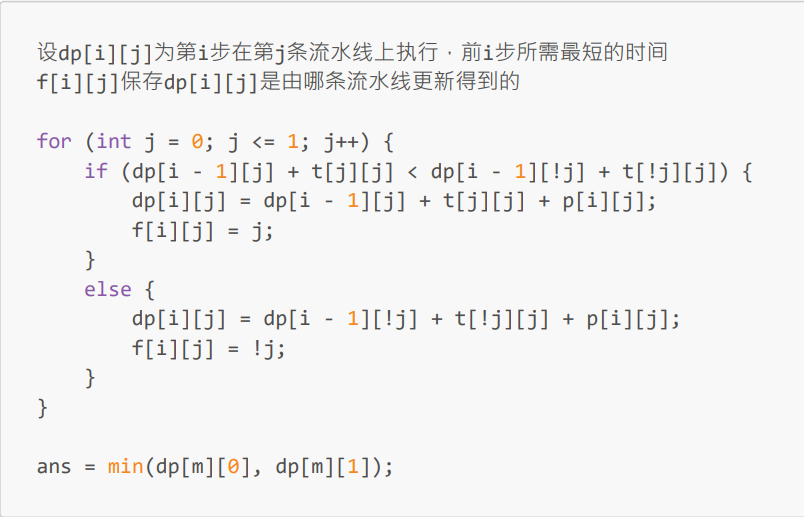 设dp[i][j]为第i步在第j条流水线上执行，前i步所需最短的时间
f[i][j]保存dp[i][j]是由哪条流水线更新得到的
for (int j = 0; j <= 1; j++) {
    if (dp[i - 1][j] + t[j][j] < dp[i - 1][!j] + t[!j][j]) {
        dp[i][j] = dp[i - 1][j] + t[j][j] + p[i][j];
        f[i][j] = j;
    }
    else {
        dp[i][j] = dp[i - 1][!j] + t[!j][j] + p[i][j];
        f[i][j] = !j;
    }
}
ans = min(dp[m][0], dp[m][1]);